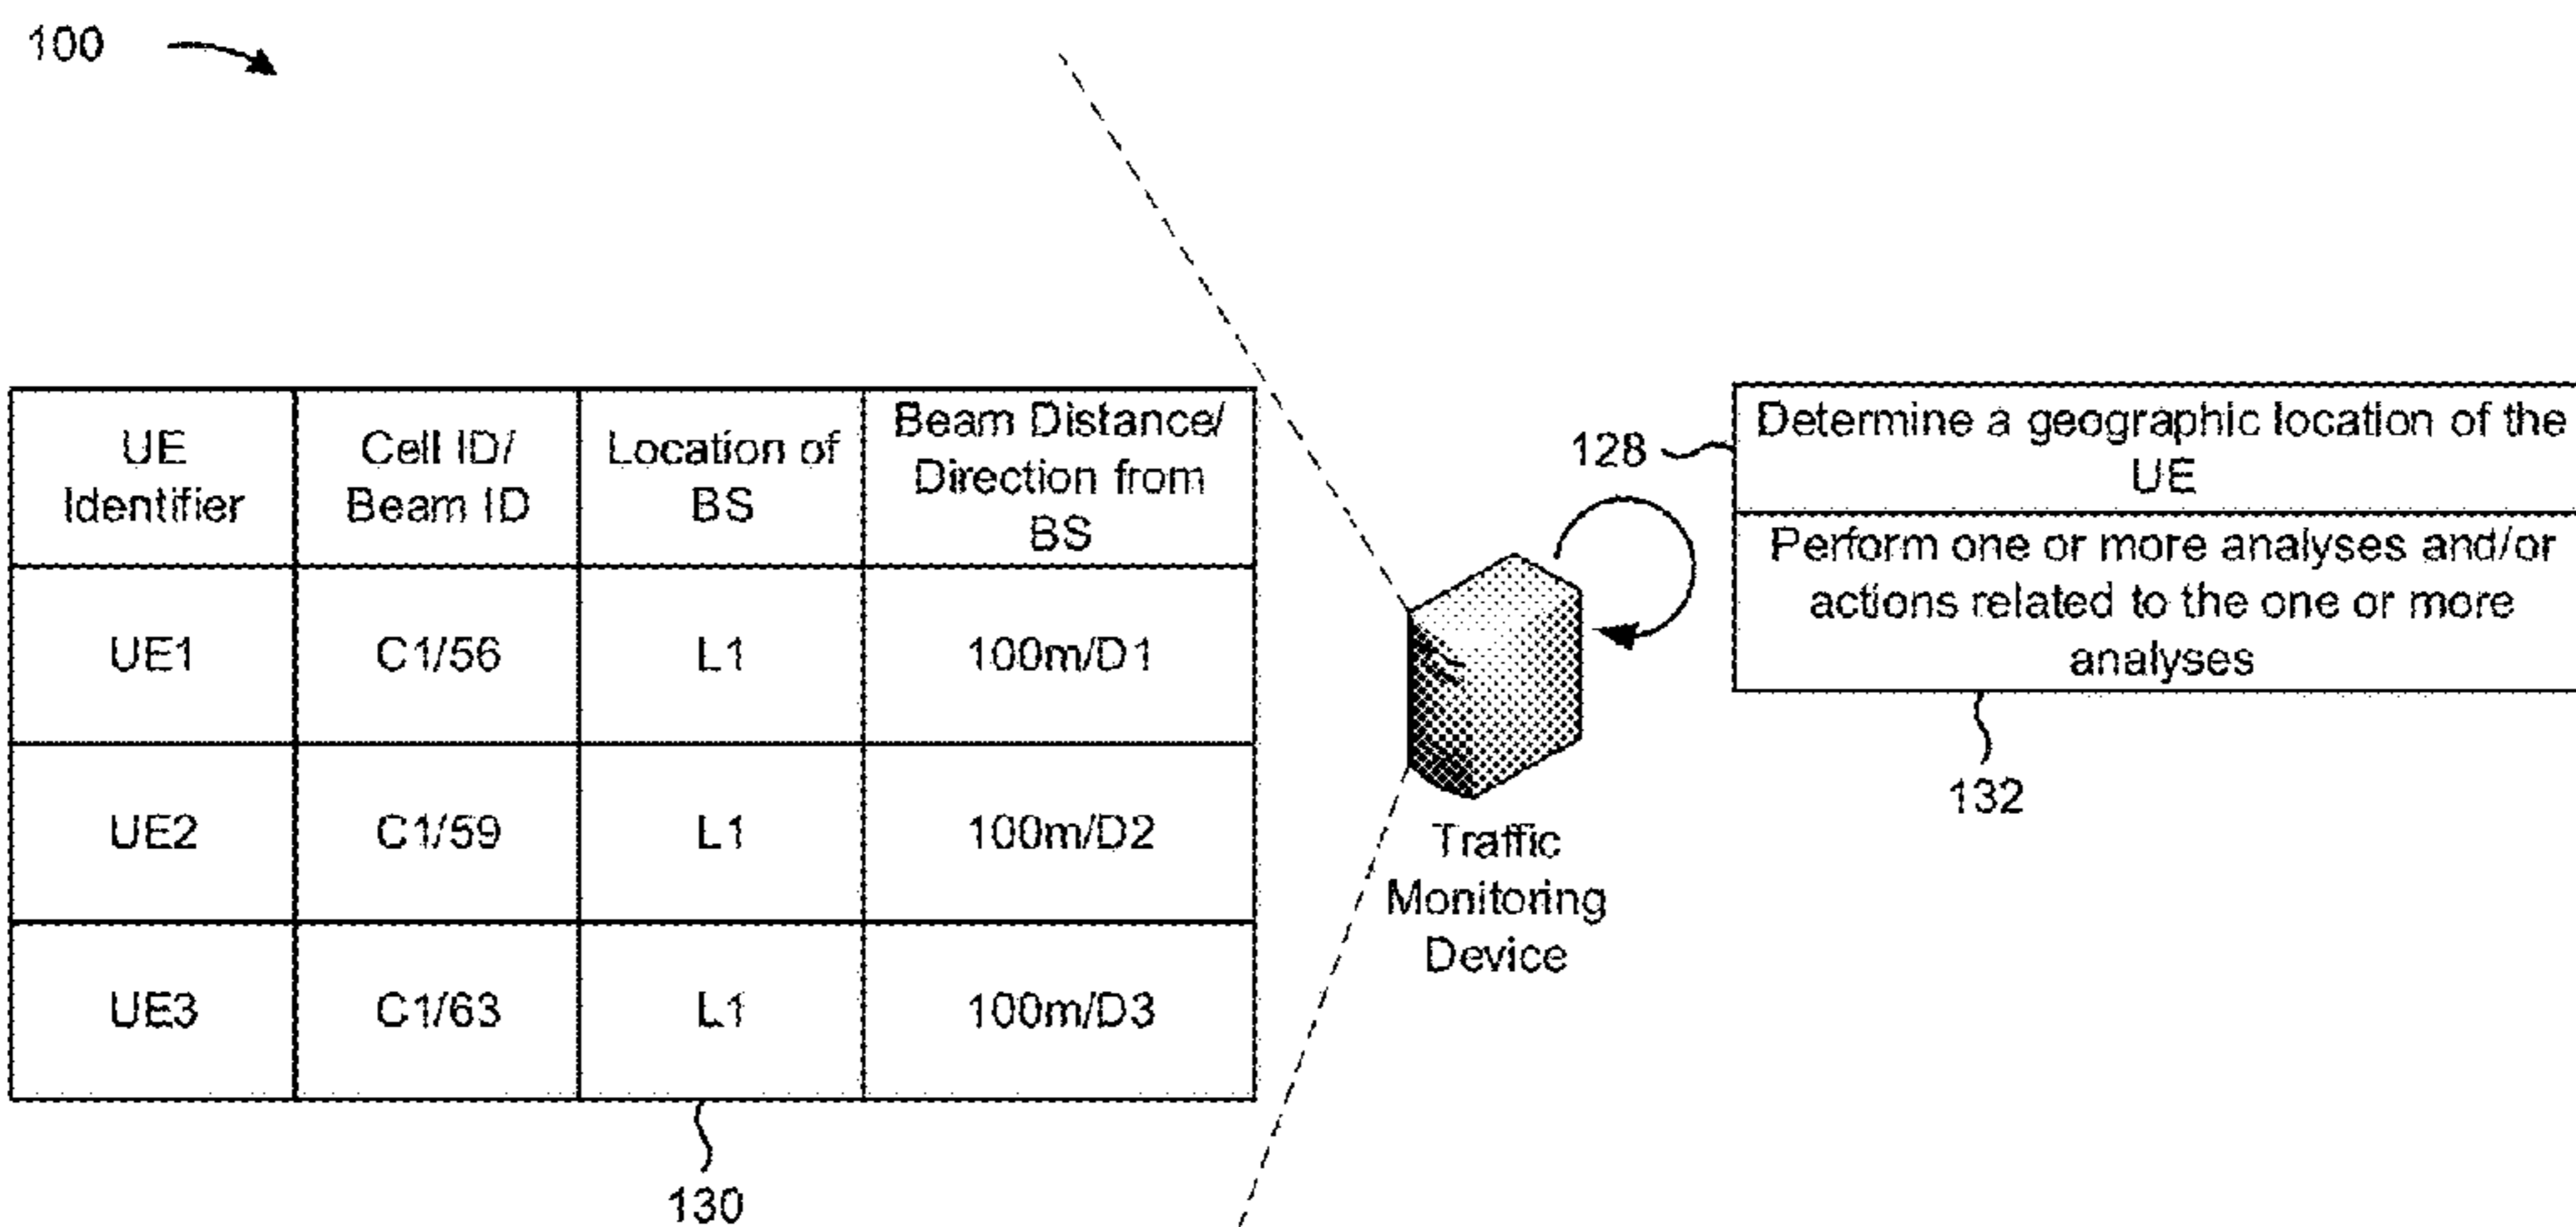 100
UE
Identifier
Cell ID/
Beam ID
Location of
BS
Beam Distance/
Direction from
BS
UE1
C1/56
L1
100m/D1
UE2
C1/59
L1
100m/D2
UE3
C1/63
L1
100m/D3
130
Traffic
Monitoring
Device
128
Determine a geographic location of the
UE
Perform one or more analyses and/or
actions related to the one or more
analyses
132